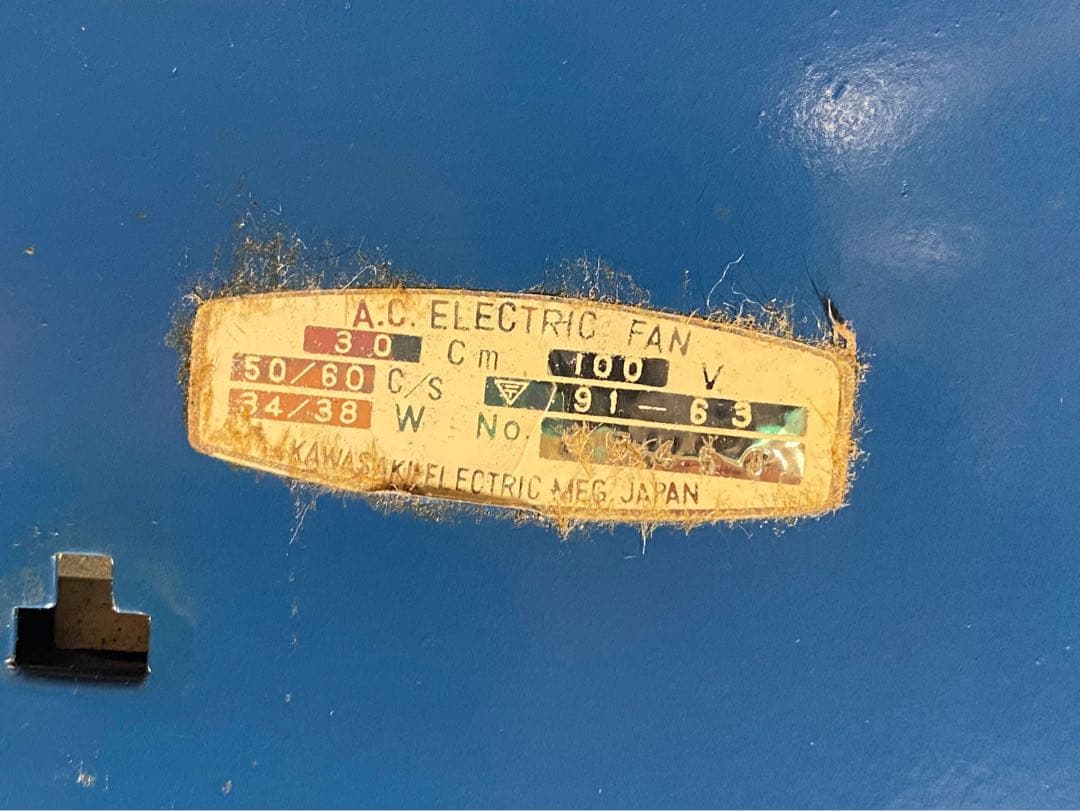 A.C. ELECTRIC FAN
30 Cm 100 V
50/60 C/S 91-63
34/38 W No.
KAWASAKI ELECTRIC MFG. JAPAN